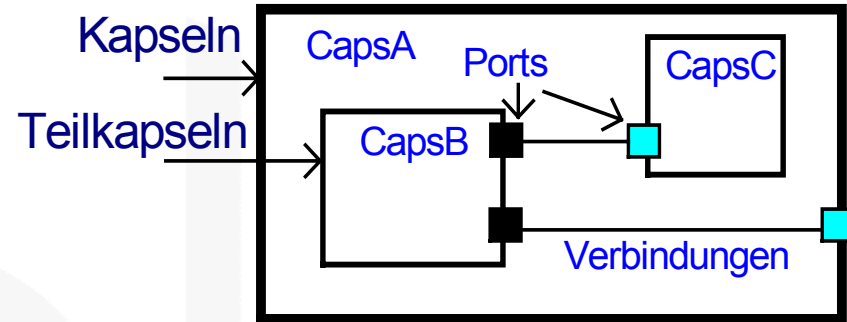 Kapseln
CapsA
Ports
CapsC
Teilkapseln
CapsB
Verbindungen